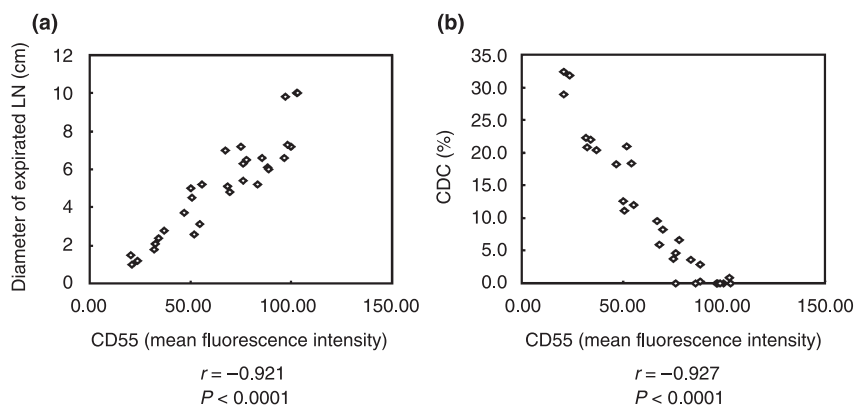 (a)
Diameter of expirated LN (cm)
12
10
8
6
4
2
0
0.00 50.00 100.00 150.00
CD55 (mean fluorescence intensity)
r = −0.921
P < 0.0001
(b)
CDC (%)
35.0
30.0
25.0
20.0
15.0
10.0
5.0
0.0
0.00 50.00 100.00 150.00
CD55 (mean fluorescence intensity)
r = −0.927
P < 0.0001